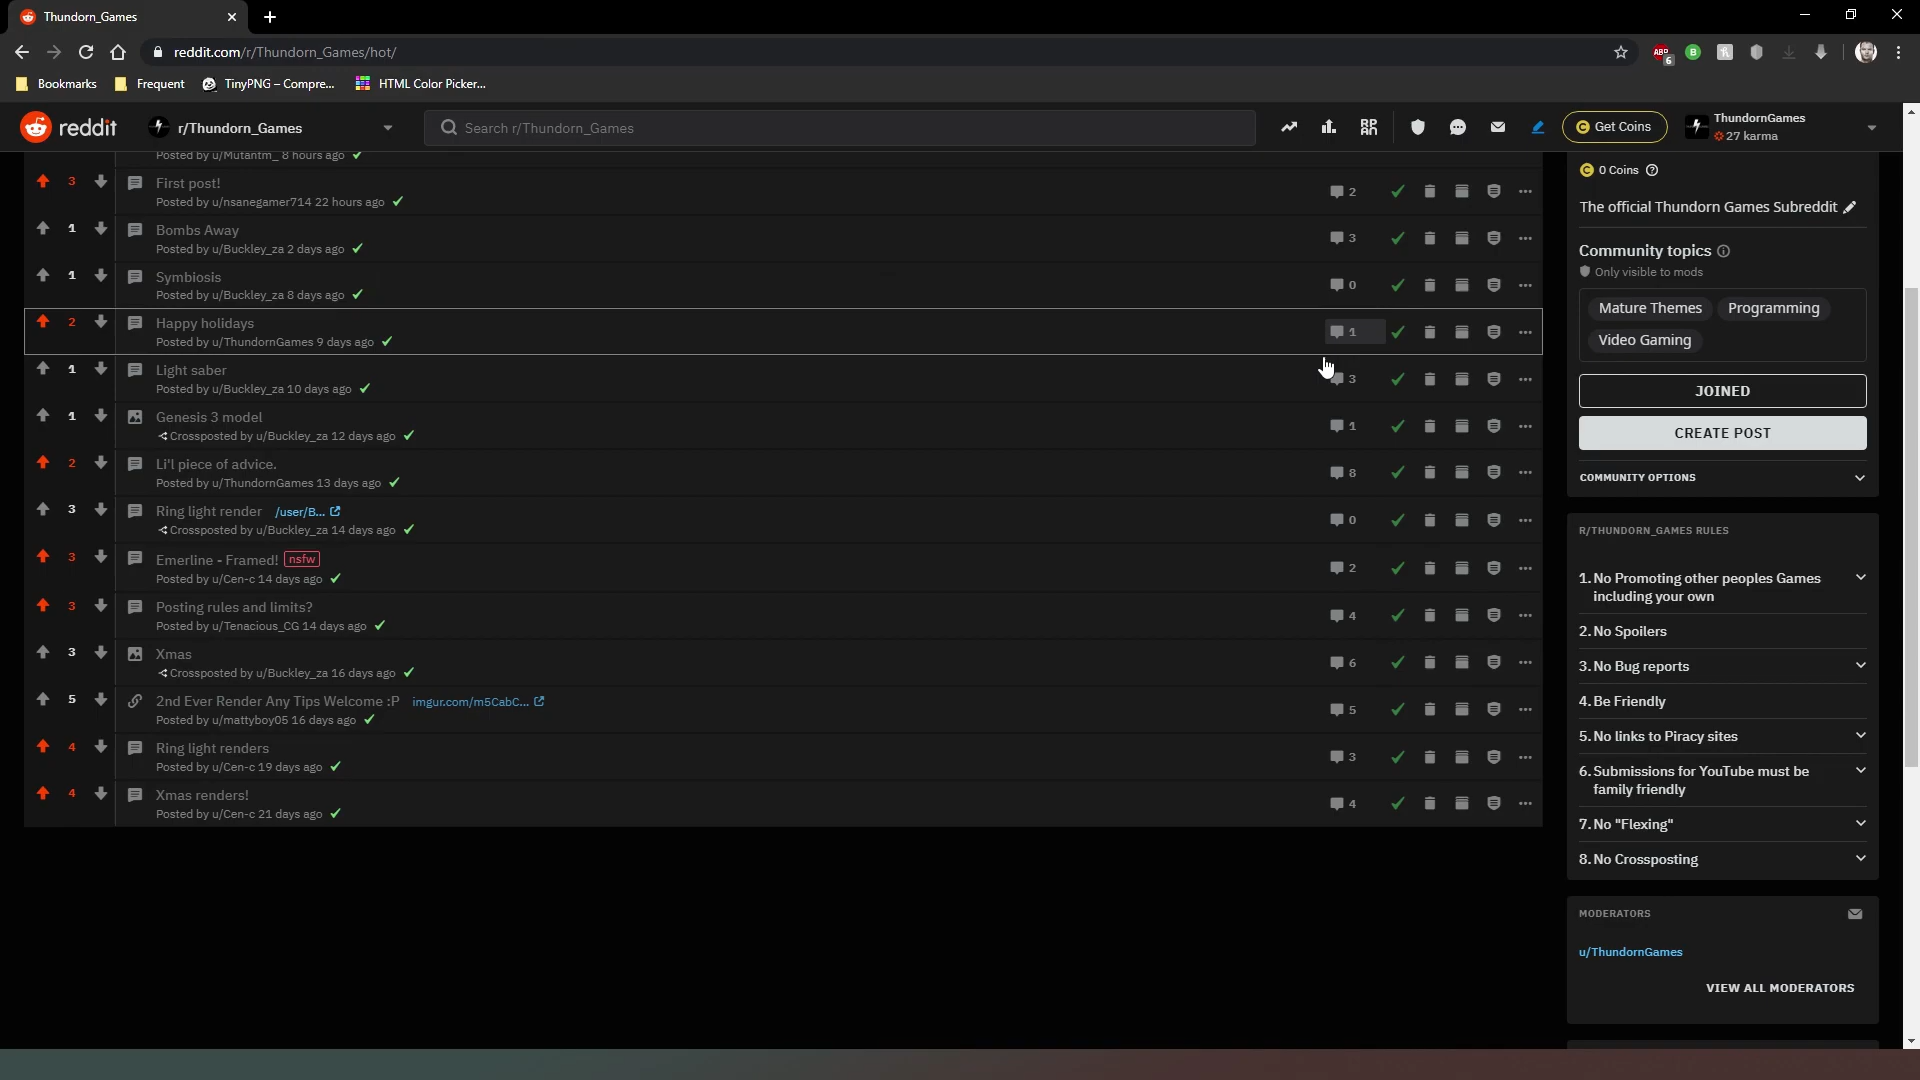 Thundorn_Games
reddit.com/r/Thundorn_Games/hot/
ABP
6
B
Bookmarks
Frequent
TinyPNG – Compre...
HTML Color Picker...
reddit
r/Thundorn_Games
Search r/Thundorn_Games
RPAN
C Get Coins
ThundornGames
27 karma
Posted by u/Mutantm_ 8 hours ago
3 First post! 2
Posted by u/nsanegamer714 22 hours ago
1 Bombs Away 3
Posted by u/Buckley_za 2 days ago
1 Symbiosis 0
Posted by u/Buckley_za 8 days ago
2 Happy holidays 1
Posted by u/ThundornGames 9 days ago
1 Light saber 3
Posted by u/Buckley_za 10 days ago
1 Genesis 3 model 1
Crossposted by u/Buckley_za 12 days ago
2 Li'l piece of advice. 8
Posted by u/ThundornGames 13 days ago
3 Ring light render /user/B... 0
Crossposted by u/Buckley_za 14 days ago
3 Emerline - Framed! nsfw 2
Posted by u/Cen-c 14 days ago
3 Posting rules and limits? 4
Posted by u/Tenacious_CG 14 days ago
3 Xmas 6
Crossposted by u/Buckley_za 16 days ago
5 2nd Ever Render Any Tips Welcome :P imgur.com/m5CabC... 5
Posted by u/mattyboy05 16 days ago
4 Ring light renders 3
Posted by u/Cen-c 19 days ago
4 Xmas renders! 4
Posted by u/Cen-c 21 days ago
C 0 Coins
The official Thundorn Games Subreddit
Community topics
Only visible to mods
Mature Themes Programming
Video Gaming
JOINED
CREATE POST
COMMUNITY OPTIONS
R/THUNDORN_GAMES RULES
1. No Promoting other peoples Games
including your own
2. No Spoilers
3. No Bug reports
4. Be Friendly
5. No links to Piracy sites
6. Submissions for YouTube must be
family friendly
7. No "Flexing"
8. No Crossposting
MODERATORS
u/ThundornGames
VIEW ALL MODERATORS